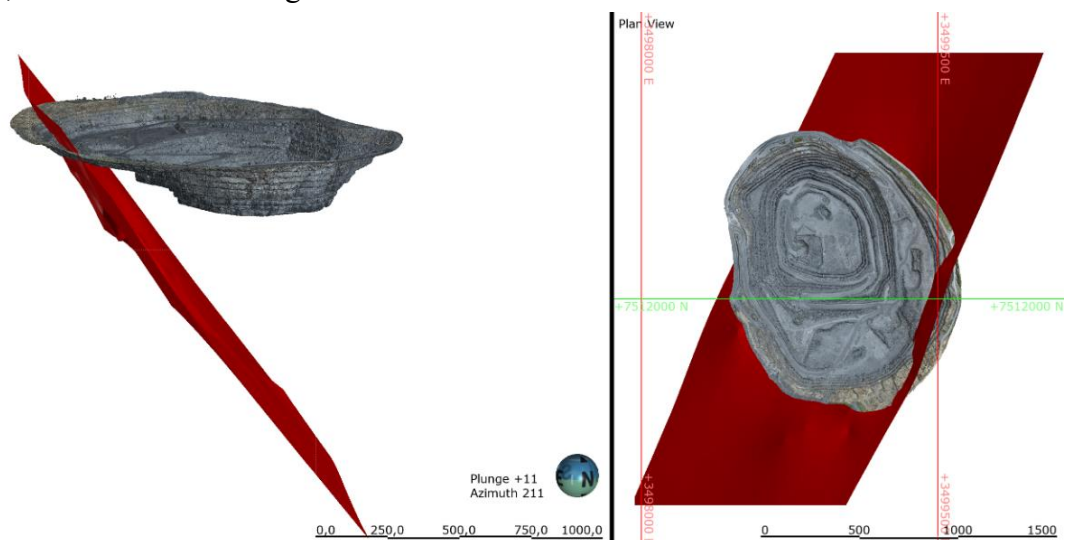 Plunge +11
Azimuth 211
0,0 250,0 500,0 750,0 1000,0
Plan View
+3498000 E
+3499500 E
+7512000 N
+7512000 N
+3498000 E
+3499500
0 500 1000 1500